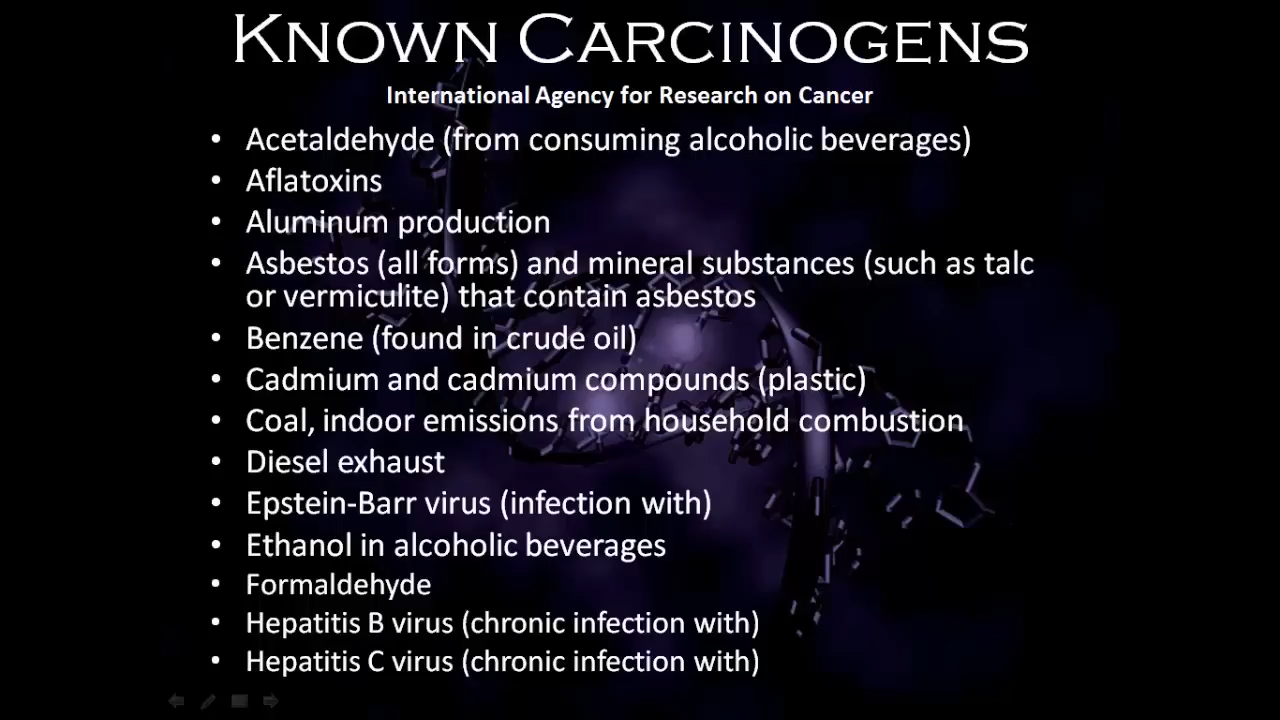 KNOWN CARCINOGENS
International Agency for Research on Cancer
• Acetaldehyde (from consuming alcoholic beverages)
• Aflatoxins
• Aluminum production
• Asbestos (all forms) and mineral substances (such as talc
or vermiculite) that contain asbestos
• Benzene (found in crude oil)
• Cadmium and cadmium compounds (plastic)
• Coal, indoor emissions from household combustion
• Diesel exhaust
• Epstein-Barr virus (infection with)
• Ethanol in alcoholic beverages
• Formaldehyde
• Hepatitis B virus (chronic infection with)
• Hepatitis C virus (chronic infection with)